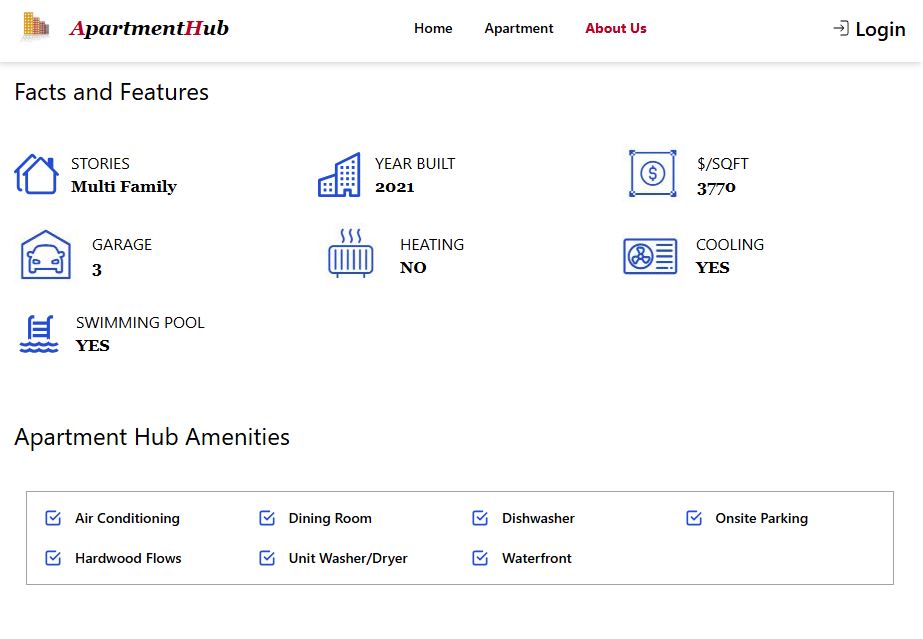 ApartmentHub Home Apartment About Us Login
Facts and Features
STORIES
Multi Family
YEAR BUILT
2021
$/SQFT
3770
GARAGE
3
HEATING
NO
COOLING
YES
SWIMMING POOL
YES
Apartment Hub Amenities
Air Conditioning Dining Room Dishwasher Onsite Parking
Hardwood Flows Unit Washer/Dryer Waterfront